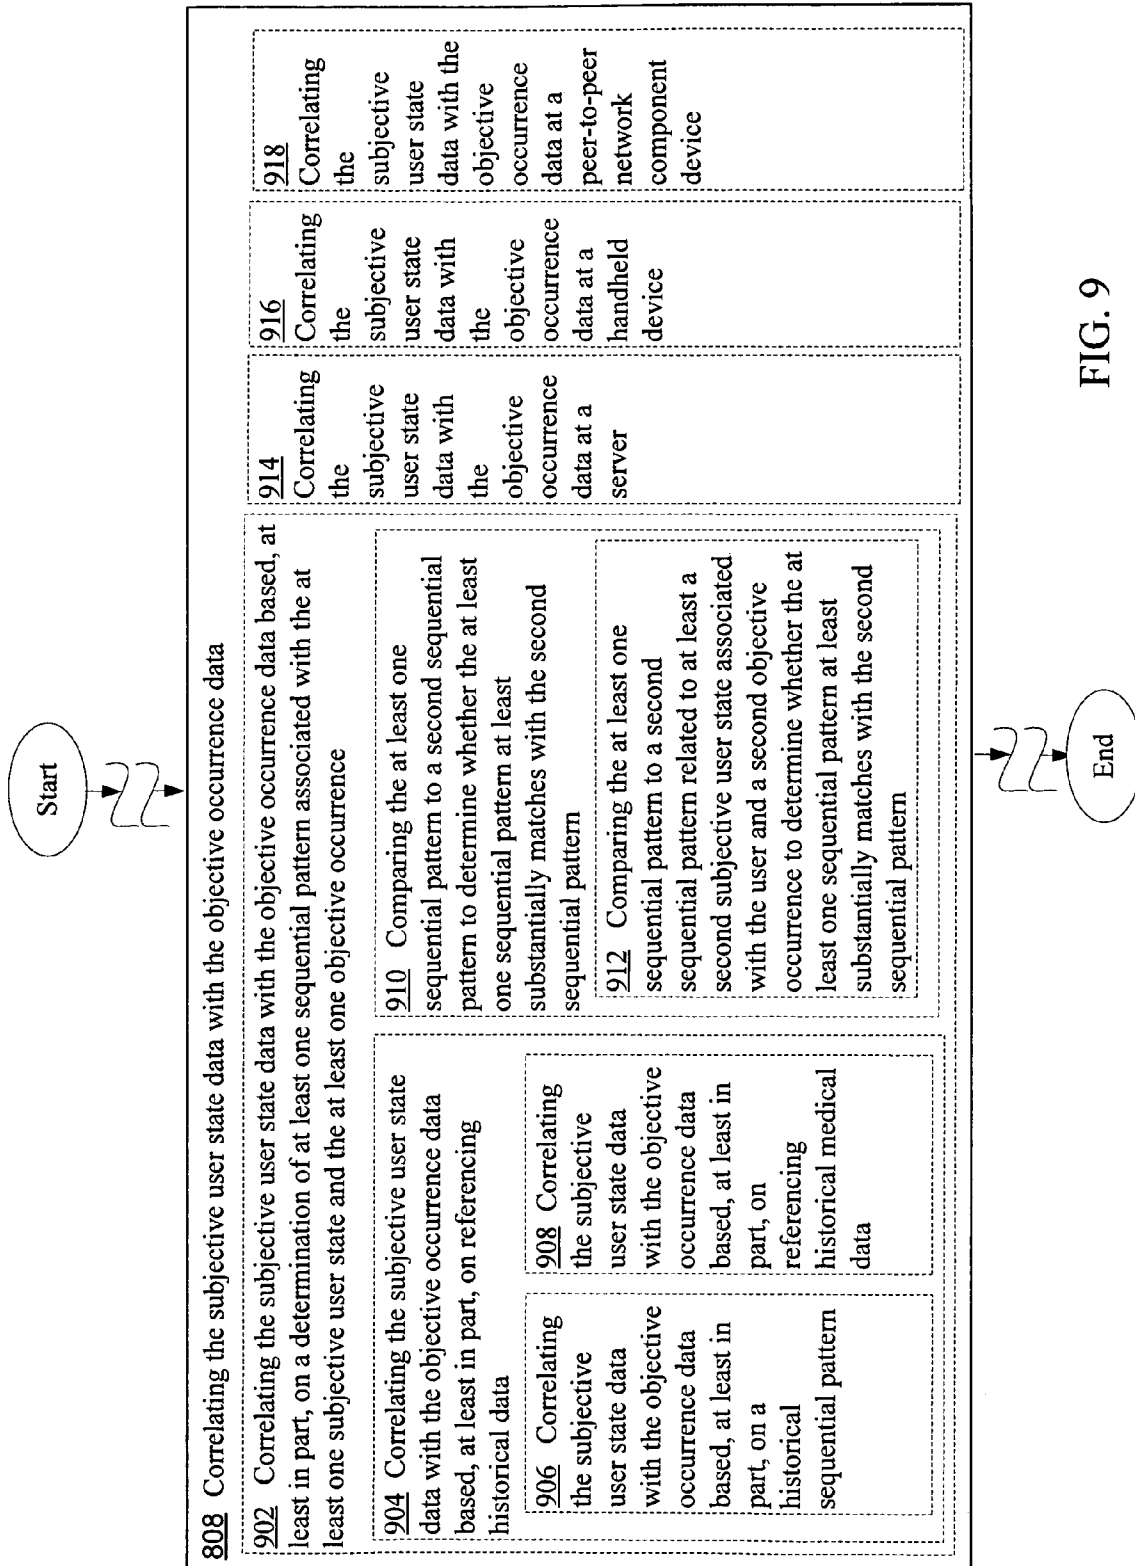 Start
808 Correlating the subjective user state data with the objective occurrence data
902 Correlating the subjective user state data with the objective occurrence data based, at
least in part, on a determination of at least one sequential pattern associated with the at
least one subjective user state and the at least one objective occurrence
904 Correlating the subjective user state
data with the objective occurrence data
based, at least in part, on referencing
historical data
906 Correlating
the subjective
user state data
with the objective
occurrence data
based, at least in
part, on a
historical
sequential pattern
908 Correlating
the subjective
user state data
with the objective
occurrence data
based, at least in
part, on
referencing
historical medical
data
910 Comparing the at least one
sequential pattern to a second sequential
pattern to determine whether the at least
one sequential pattern at least
substantially matches with the second
sequential pattern
912 Comparing the at least one
sequential pattern to a second
sequential pattern related to at least a
second subjective user state associated
with the user and a second objective
occurrence to determine whether the at
least one sequential pattern at least
substantially matches with the second
sequential pattern
914
Correlating
the
subjective
user state
data with
the
objective
occurrence
data at a
server
916
Correlating
the
subjective
user state
data with
the
objective
occurrence
data at a
handheld
device
918
Correlating
the
subjective
user state
data with the
objective
occurrence
data at a
peer-to-peer
network
component
device
End
FIG. 9